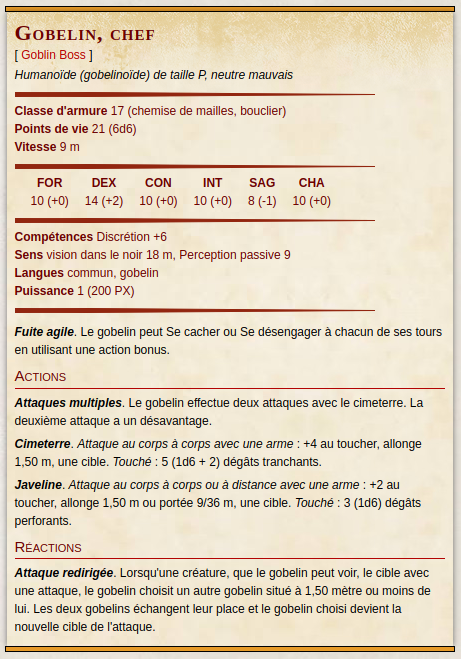 Gobelin, chef
[ Goblin Boss ]
Humanoïde (gobelinoïde) de taille P, neutre mauvais
Classe d'armure 17 (chemise de mailles, bouclier)
Points de vie 21 (6d6)
Vitesse 9 m
FOR DEX CON INT SAG CHA
10 (+0) 14 (+2) 10 (+0) 10 (+0) 8 (-1) 10 (+0)
Compétences Discrétion +6
Sens vision dans le noir 18 m, Perception passive 9
Langues commun, gobelin
Puissance 1 (200 PX)
Fuite agile. Le gobelin peut Se cacher ou Se désengager à chacun de ses tours
en utilisant une action bonus.
Actions
Attaques multiples. Le gobelin effectue deux attaques avec le cimeterre. La
deuxième attaque a un désavantage.
Cimeterre. Attaque au corps à corps avec une arme : +4 au toucher, allonge
1,50 m, une cible. Touché : 5 (1d6 + 2) dégâts tranchants.
Javeline. Attaque au corps à corps ou à distance avec une arme : +2 au
toucher, allonge 1,50 m ou portée 9/36 m, une cible. Touché : 3 (1d6) dégâts
perforants.
Réactions
Attaque redirigée. Lorsqu'une créature, que le gobelin peut voir, le cible avec
une attaque, le gobelin choisit un autre gobelin situé à 1,50 mètre ou moins de
lui. Les deux gobelins échangent leur place et le gobelin choisi devient la
nouvelle cible de l'attaque.